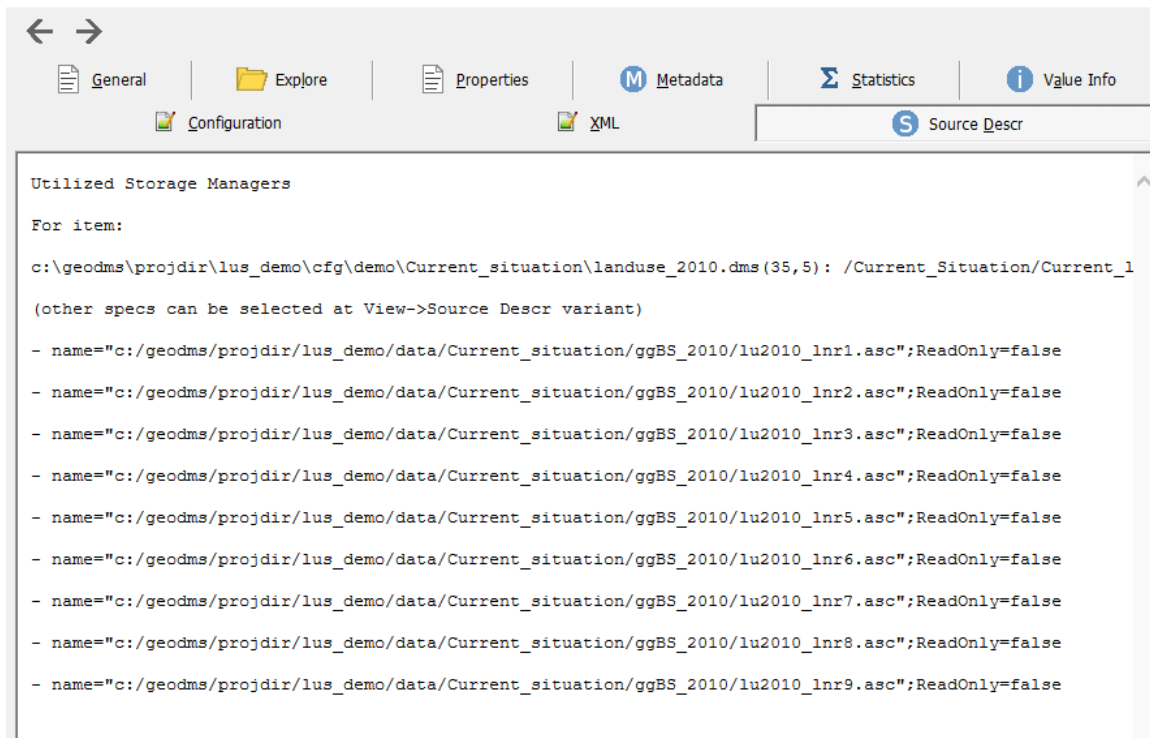 General Explore Properties Metadata Statistics Value Info
Configuration XML Source Descr
Utilized Storage Managers
For item:
c:\geodms\projdir\lus_demo\cfg\demo\Current_situation\landuse_2010.dms(35,5): /Current_Situation/Current_l
(other specs can be selected at View->Source Descr variant)
- name="c:/geodms/projdir/lus_demo/data/Current_situation/ggBS_2010/lu2010_lnr1.asc";ReadOnly=false
- name="c:/geodms/projdir/lus_demo/data/Current_situation/ggBS_2010/lu2010_lnr2.asc";ReadOnly=false
- name="c:/geodms/projdir/lus_demo/data/Current_situation/ggBS_2010/lu2010_lnr3.asc";ReadOnly=false
- name="c:/geodms/projdir/lus_demo/data/Current_situation/ggBS_2010/lu2010_lnr4.asc";ReadOnly=false
- name="c:/geodms/projdir/lus_demo/data/Current_situation/ggBS_2010/lu2010_lnr5.asc";ReadOnly=false
- name="c:/geodms/projdir/lus_demo/data/Current_situation/ggBS_2010/lu2010_lnr6.asc";ReadOnly=false
- name="c:/geodms/projdir/lus_demo/data/Current_situation/ggBS_2010/lu2010_lnr7.asc";ReadOnly=false
- name="c:/geodms/projdir/lus_demo/data/Current_situation/ggBS_2010/lu2010_lnr8.asc";ReadOnly=false
- name="c:/geodms/projdir/lus_demo/data/Current_situation/ggBS_2010/lu2010_lnr9.asc";ReadOnly=false